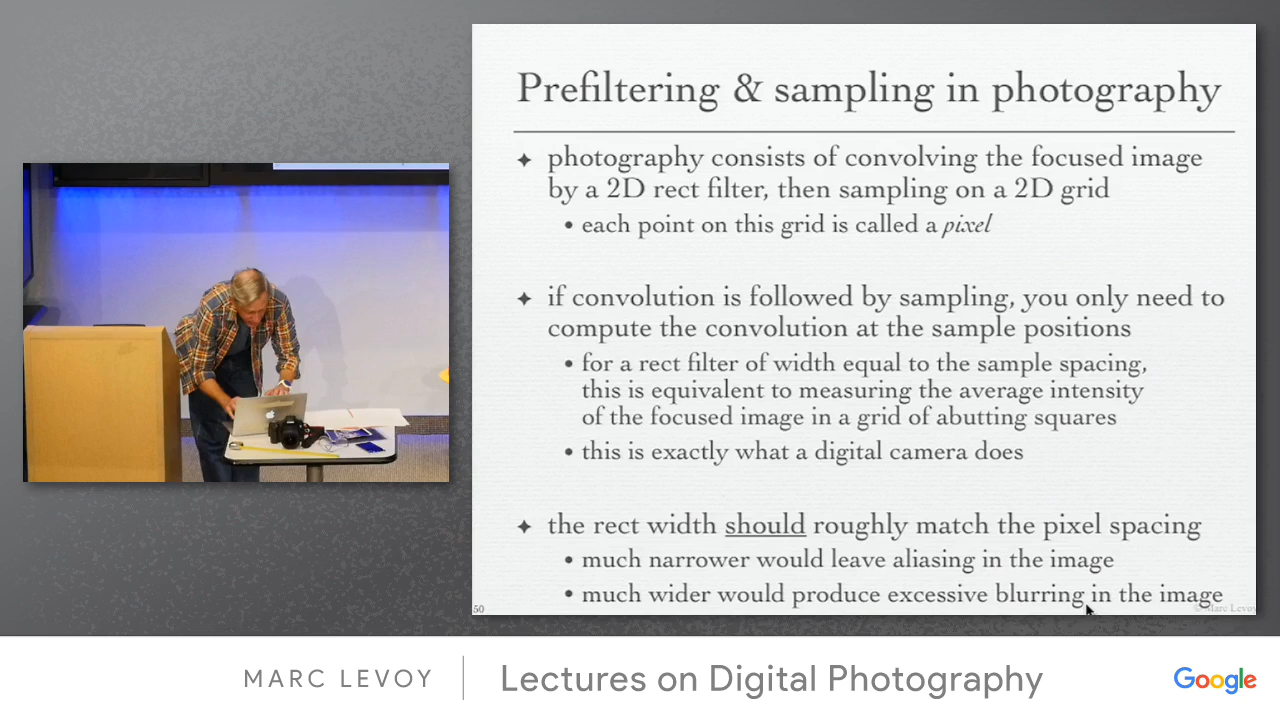 Prefiltering & sampling in photography
✦ photography consists of convolving the focused image
by a 2D rect filter, then sampling on a 2D grid
• each point on this grid is called a pixel
✦ if convolution is followed by sampling, you only need to
compute the convolution at the sample positions
• for a rect filter of width equal to the sample spacing,
this is equivalent to measuring the average intensity
of the focused image in a grid of abutting squares
• this is exactly what a digital camera does
✦ the rect width should roughly match the pixel spacing
• much narrower would leave aliasing in the image
• much wider would produce excessive blurring in the image
50
© Marc Levoy
MARC LEVOY
Lectures on Digital Photography
Google